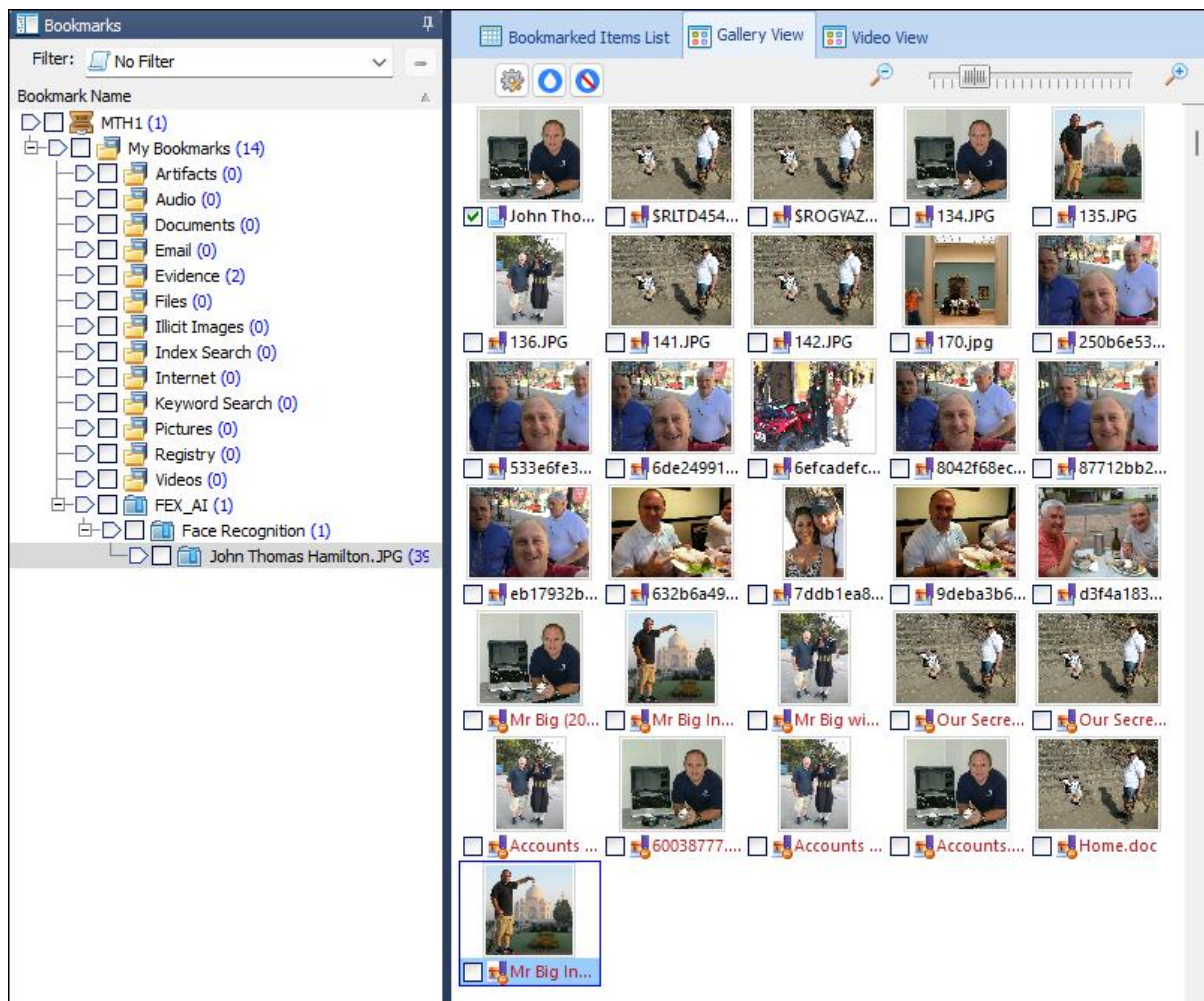 Bookmarks
Filter: No Filter
Bookmark Name
MTH1 (1)
My Bookmarks (14)
Artifacts (0)
Audio (0)
Documents (0)
Email (0)
Evidence (2)
Files (0)
Illicit Images (0)
Index Search (0)
Internet (0)
Keyword Search (0)
Pictures (0)
Registry (0)
Videos (0)
FEX_AI (1)
Face Recognition (1)
John Thomas Hamilton.JPG (39
Bookmarked Items List Gallery View Video View
John Tho... $RLTD454... $ROGYAZ... 134.JPG 135.JPG
136.JPG 141.JPG 142.JPG 170.jpg 250b6e53...
533e6fe3... 6de24991... 6efcadefc... 8042f68ec... 87712bb2...
eb17932b... 632b6a49... 7ddb1ea8... 9deba3b6... d3f4a183...
Mr Big (20... Mr Big In... Mr Big wi... Our Secre... Our Secre...
Accounts ... 60038777.... Accounts ... Accounts.... Home.doc
Mr Big In...